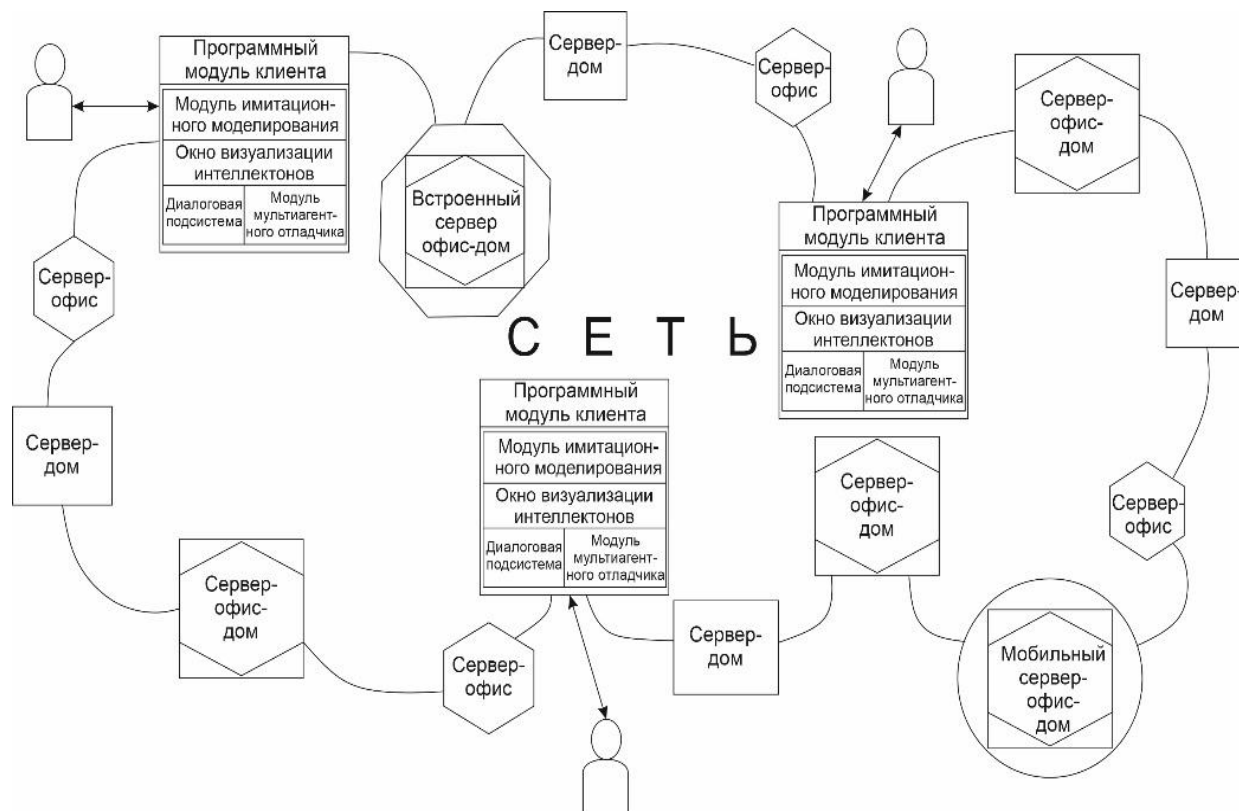 Программный
модуль клиента
Модуль имитацион-
ного моделирования
Окно визуализации
интеллектонов
Диалоговая
подсистема
Модуль
мультиагент-
ного отладчика
Встроенный
сервер
офис-дом
Сервер-
дом
Сервер-
офис
Сервер-
офис-
дом
Программный
модуль клиента
Модуль имитацион-
ного моделирования
Окно визуализации
интеллектонов
Диалоговая
подсистема
Модуль
мультиагент-
ного отладчика
Сервер-
дом
Сервер-
офис
С Е Т Ь
Программный
модуль клиента
Модуль имитацион-
ного моделирования
Окно визуализации
интеллектонов
Диалоговая
подсистема
Модуль
мультиагент-
ного отладчика
Сервер-
дом
Сервер-
офис-
дом
Сервер-
офис
Сервер-
офис-
дом
Сервер-
офис
Сервер-
дом
Мобильный
сервер-
офис-
дом